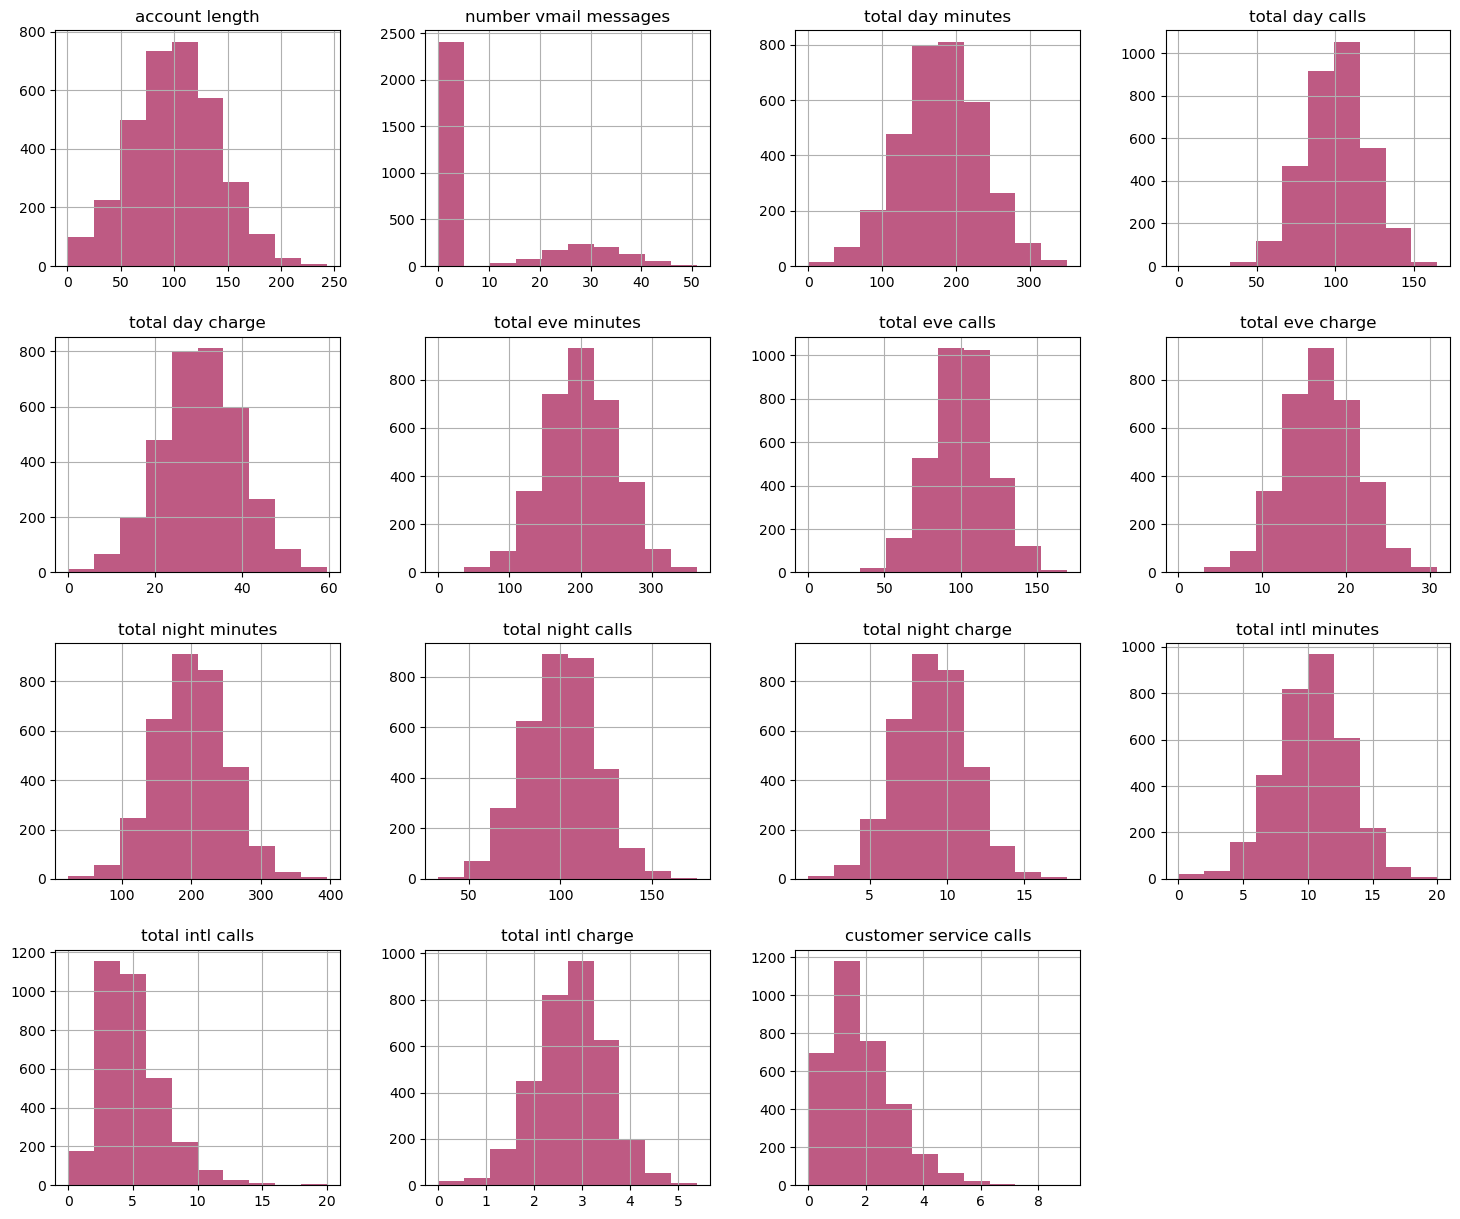 account length
800
600
400
200
0
0 50 100 150 200 250
number vmail messages
2500
2000
1500
1000
500
0
0 10 20 30 40 50
total day minutes
800
600
400
200
0
0 100 200 300
total day calls
1000
800
600
400
200
0
0 50 100 150
total day charge
800
600
400
200
0
0 20 40 60
total eve minutes
800
600
400
200
0
0 100 200 300
total eve calls
1000
800
600
400
200
0
0 50 100 150
total eve charge
800
600
400
200
0
0 10 20 30
total night minutes
800
600
400
200
0
100 200 300 400
total night calls
800
600
400
200
0
50 100 150
total night charge
800
600
400
200
0
5 10 15
total intl minutes
1000
800
600
400
200
0
0 5 10 15 20
total intl calls
1200
1000
800
600
400
200
0
0 5 10 15 20
total intl charge
1000
800
600
400
200
0
0 1 2 3 4 5
customer service calls
1200
1000
800
600
400
200
0
0 2 4 6 8